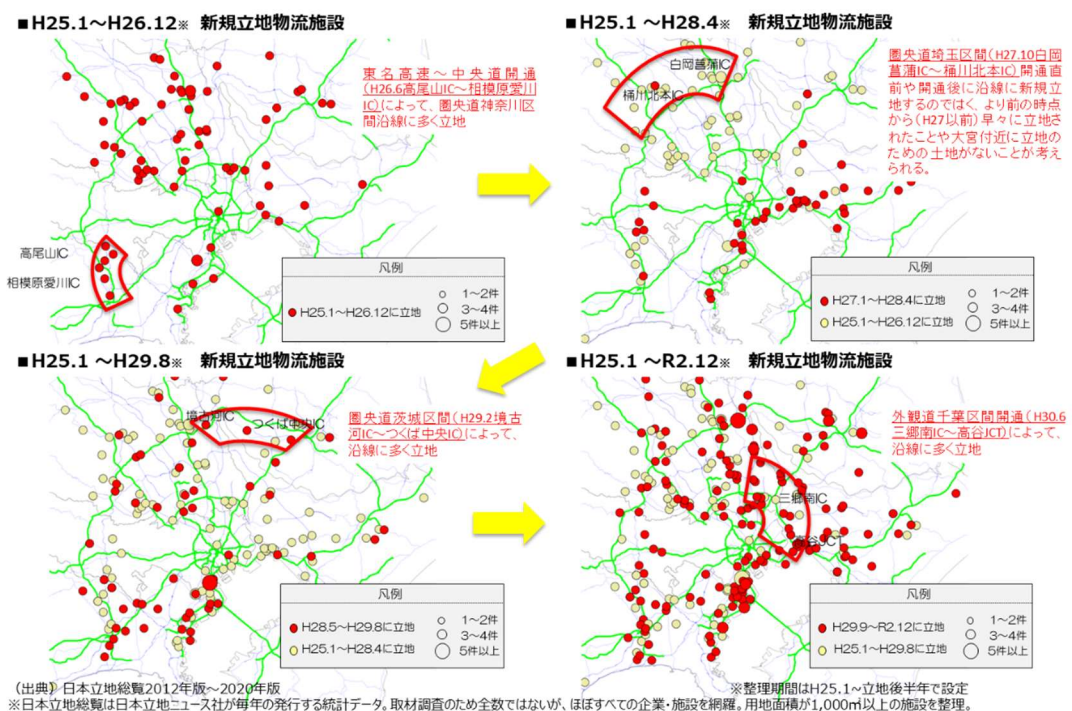 ■H25.1～H26.12※ 新規立地物流施設
東名高速～中央道開通
(H26.6高尾山IC～相模原愛川
IC)によって、圏央道神奈川区
間沿線に多く立地
高尾山IC
相模原愛川IC
凡例
● H25.1～H26.12に立地
○ 1～2件
○ 3～4件
○ 5件以上
■H25.1 ～H28.4※ 新規立地物流施設
白岡菖蒲IC
桶川北本IC
圏央道埼玉区間(H27.10白岡
菖蒲IC～桶川北本IC)開通直
前や開通後に沿線に新規立
地するのではく、より前の時点
から(H27以前)早々に立地さ
れたことや大宮付近に立地の
ための土地がないことが考え
られる。
凡例
● H27.1～H28.4に立地
● H25.1～H26.12に立地
○ 1～2件
○ 3～4件
○ 5件以上
■H25.1 ～H29.8※ 新規立地物流施設
境古河IC
つくば中央IC
圏央道茨城区間(H29.2境古
河IC～つくば中央IC)によって、
沿線に多く立地
凡例
● H28.5～H29.8に立地
● H25.1～H28.4に立地
○ 1～2件
○ 3～4件
○ 5件以上
■H25.1 ～R2.12※ 新規立地物流施設
三郷南IC
高谷JCT
外観道千葉区間開通(H30.6
三郷南IC～高谷JCT)によって、
沿線に多く立地
凡例
● H29.9～R2.12に立地
● H25.1～H29.8に立地
○ 1～2件
○ 3～4件
○ 5件以上
(出典)日本立地総覧2012年版～2020年版
※整理期間はH25.1~立地後半年で設定
※日本立地総覧は日本立地ニュース社が毎年の発行する統計データ。取材調査のため全数ではないが、ほぼすべての企業・施設を網羅。用地面積が1,000㎡以上の施設を整理。